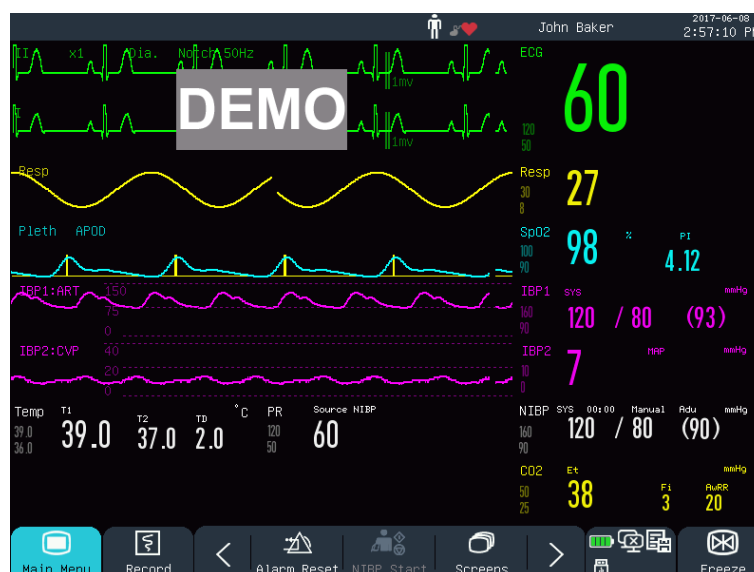 John Baker
2017-06-08
2:57:10
II x1 Dia. Notch 50Hz
1mv
DEMO
I
1mv
ECG
60
120
50
Resp
Resp
30
8
27
Pleth APOD
SpO2
100
90
98
%
PI
4.12
IBP1:ART 150
75
0
IBP1 SYS mmHg
160
90
120 / 80 (93)
IBP2:CVP 40
20
0
IBP2 MAP mmHg
10
0
7
Temp T1 T2 TD °C
39.0
36.0
39.0 37.0 2.0
PR Source NIBP
120
50
60
NIBP SYS 00:00 Manual Adu mmHg
160
90
120 / 80 (90)
CO2 Et mmHg
50
25
38
Fi
3
AwRR
20
Main Menu
Record
Alarm Reset
NIBP Start
Screens
Freeze